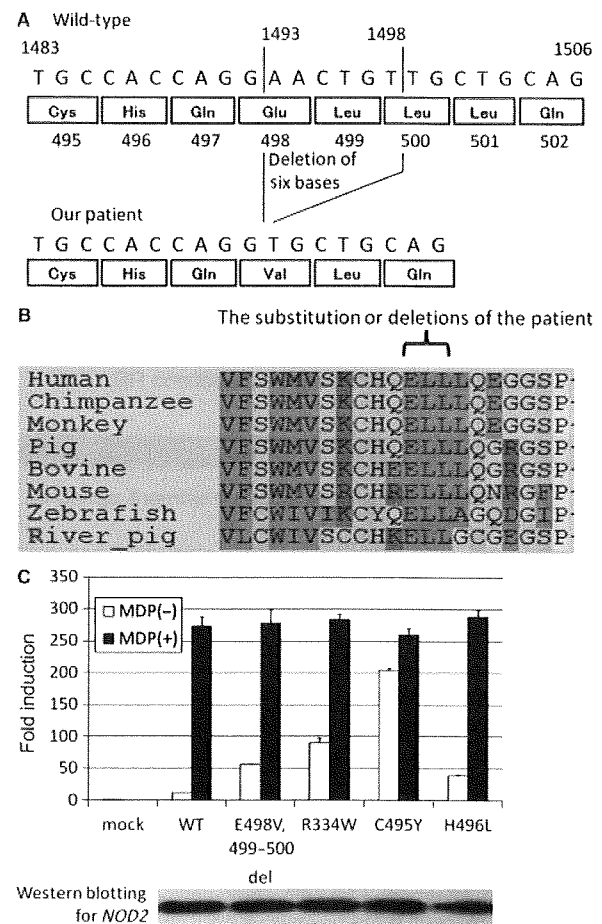 A Wild-type
1493 1498
1483 1506
T G C C A C C A G G A A C T G T T G C T G C A G
Cys His Gln Glu Leu Leu Leu Gln
495 496 497 498 499 500 501 502
Deletion of
six bases
Our patient
T G C C A C C A G G T G C T G C A G
Cys His Gln Val Leu Gln
B
The substitution or deletions of the patient
Human VFSWMVSKCHQELLLQEGGSP
Chimpanzee VFSWMVSKCHQELLLQEGGSP
Monkey VFSWMVSKCHQELLLQEGGSP
Pig VFSWMVSKCHQELLLQGRGSP
Bovine VFSWMVSKCHEELLLQGRGSP
Mouse VFSWMVSRCHRELLLQNRGFP
Zebrafish VFCWIVIKCYQELLAGQDGIP
River_pig VLCWIVSCCHKELLGCGEGSP
C
350
300
250
200
150
100
50
0
Fold induction
MDP(−)
MDP(+)
mock WT E498V, 499–500 del R334W C495Y H496L
Western blotting
for NOD2